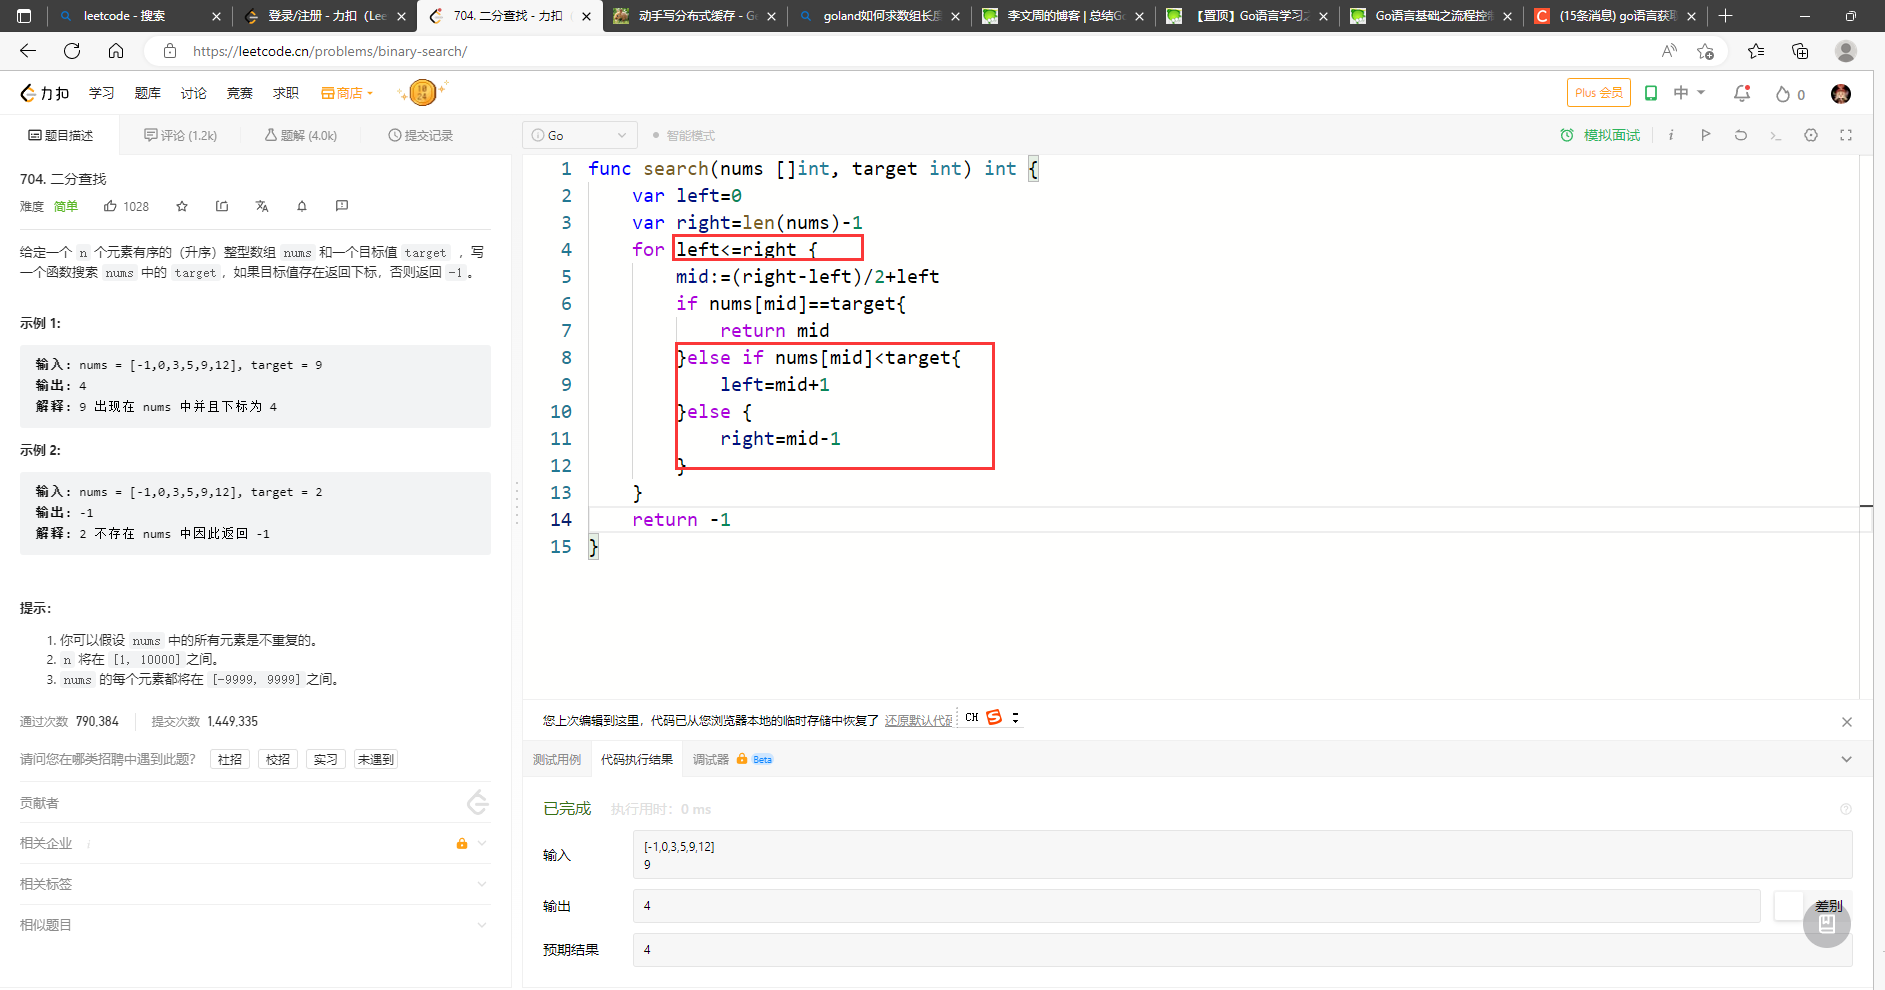 leetcode - 搜索
登录/注册 - 力扣 (Lee
704. 二分查找 - 力扣
动手写分布式缓存 - G
goland如何求数组长度
李文周的博客 | 总结Go
【置顶】Go语言学习之
Go语言基础之流程控制
(15条消息) go语言获取
https://leetcode.cn/problems/binary-search/
力扣
学习
题库
讨论
竞赛
求职
商店
Plus 会员
中
0
题目描述
评论 (1.2k)
题解 (4.0k)
提交记录
Go
智能模式
模拟面试
704. 二分查找
难度 简单 1028
给定一个 n 个元素有序的（升序）整型数组 nums 和一个目标值 target ，写
一个函数搜索 nums 中的 target，如果目标值存在返回下标，否则返回 -1。
示例 1:
输入: nums = [-1,0,3,5,9,12], target = 9
输出: 4
解释: 9 出现在 nums 中并且下标为 4
示例 2:
输入: nums = [-1,0,3,5,9,12], target = 2
输出: -1
解释: 2 不存在 nums 中因此返回 -1
提示:
1. 你可以假设 nums 中的所有元素是不重复的。
2. n 将在 [1, 10000]之间。
3. nums 的每个元素都将在 [-9999, 9999]之间。
通过次数 790,384 提交次数 1,449,335
请问您在哪类招聘中遇到此题? 社招 校招 实习 未遇到
贡献者
相关企业 i
相关标签
相似题目
1 func search(nums []int, target int) int {
2 var left=0
3 var right=len(nums)-1
4 for left<=right {
5 mid:=(right-left)/2+left
6 if nums[mid]==target{
7 return mid
8 }else if nums[mid]<target{
9 left=mid+1
10 }else {
11 right=mid-1
12 }
13 }
14 return -1
15 }
您上次编辑到这里，代码已从您浏览器本地的临时存储中恢复了 还原默认代码
CH
测试用例
代码执行结果
调试器
Beta
已完成 执行用时: 0 ms
输入
[-1,0,3,5,9,12]
9
输出
4
差别
预期结果
4